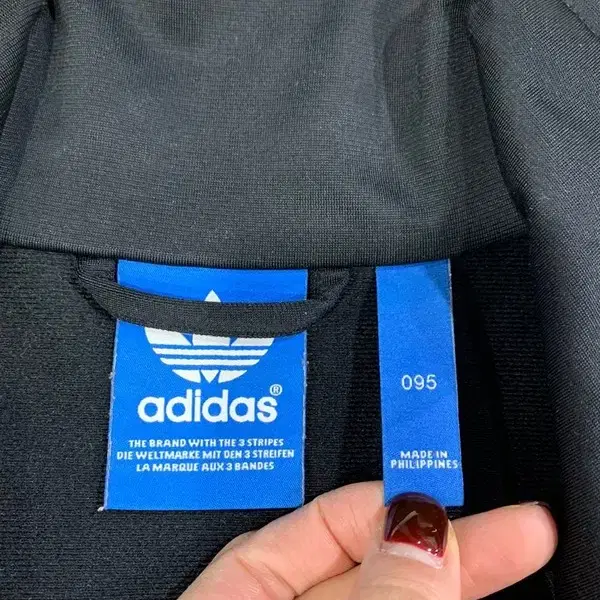 adidas®
THE BRAND WITH THE 3 STRIPES
DIE WELTMARKE MIT DEN 3 STREIFEN
LA MARQUE AUX 3 BANDES
095
MADE IN
PHILIPPINES